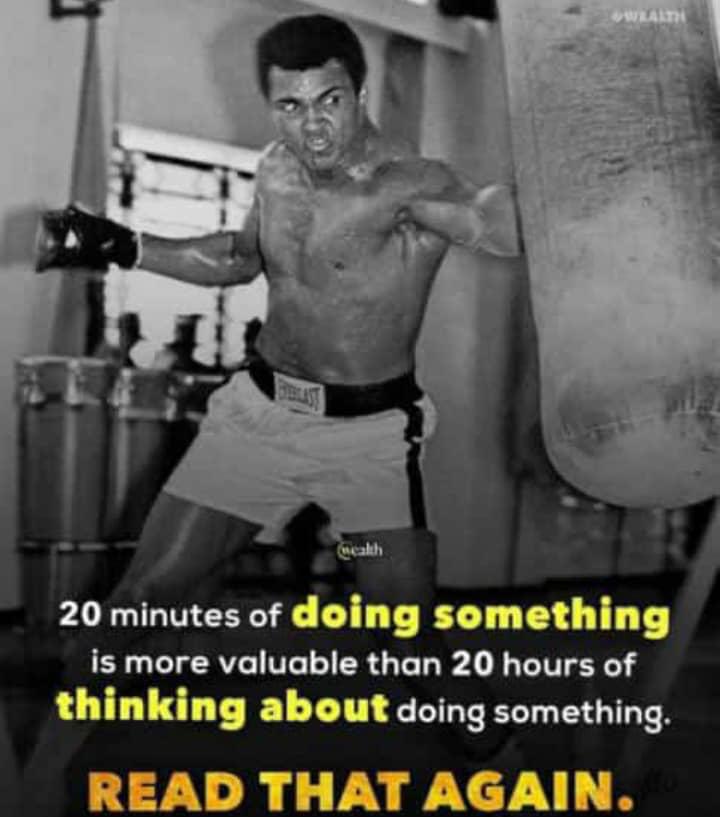 @WEALTH
EVERLAST
@wealth
20 minutes of doing something
is more valuable than 20 hours of
thinking about doing something.
READ THAT AGAIN.